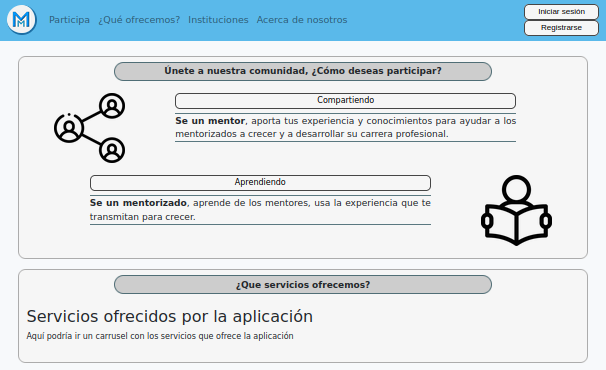 Participa ¿Qué ofrecemos? Instituciones Acerca de nosotros
Iniciar sesión
Registrarse
Únete a nuestra comunidad, ¿Cómo deseas participar?
Compartiendo
Se un mentor, aporta tus experiencia y conocimientos para ayudar a los
mentorizados a crecer y a desarrollar su carrera profesional.
Aprendiendo
Se un mentorizado, aprende de los mentores, usa la experiencia que te
transmitan para crecer.
¿Que servicios ofrecemos?
Servicios ofrecidos por la aplicación
Aquí podría ir un carrusel con los servicios que ofrece la aplicación